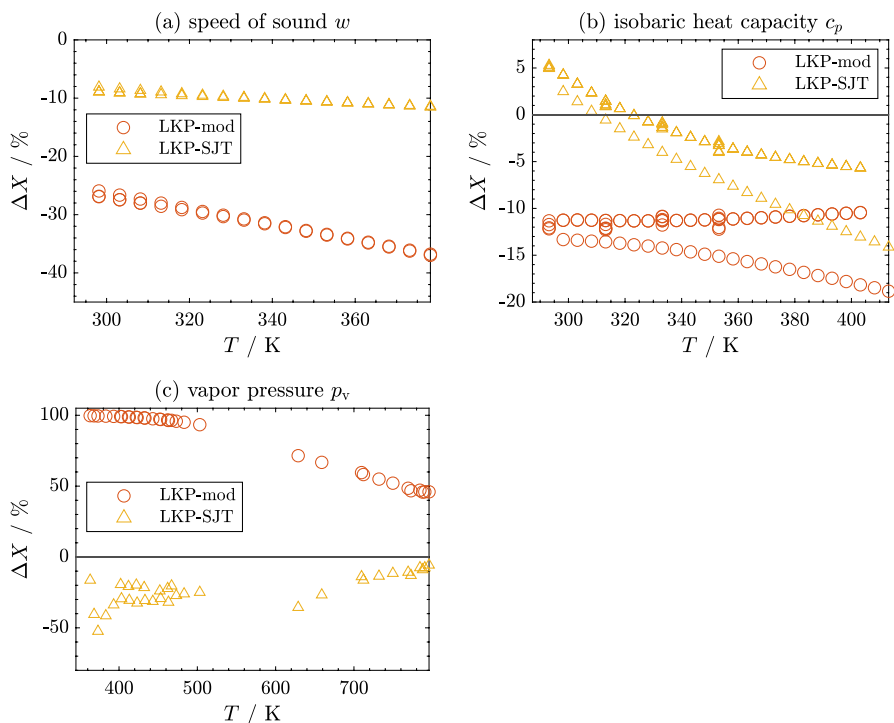 (a) speed of sound w
0
-10
-20
-30
-40
ΔX / %
LKP-mod
LKP-SJT
300
320
340
360
T / K
(b) isobaric heat capacity c_p
5
0
-5
-10
-15
-20
ΔX / %
LKP-mod
LKP-SJT
300
320
340
360
380
400
T / K
(c) vapor pressure p_v
100
50
0
-50
ΔX / %
LKP-mod
LKP-SJT
400
500
600
700
T / K